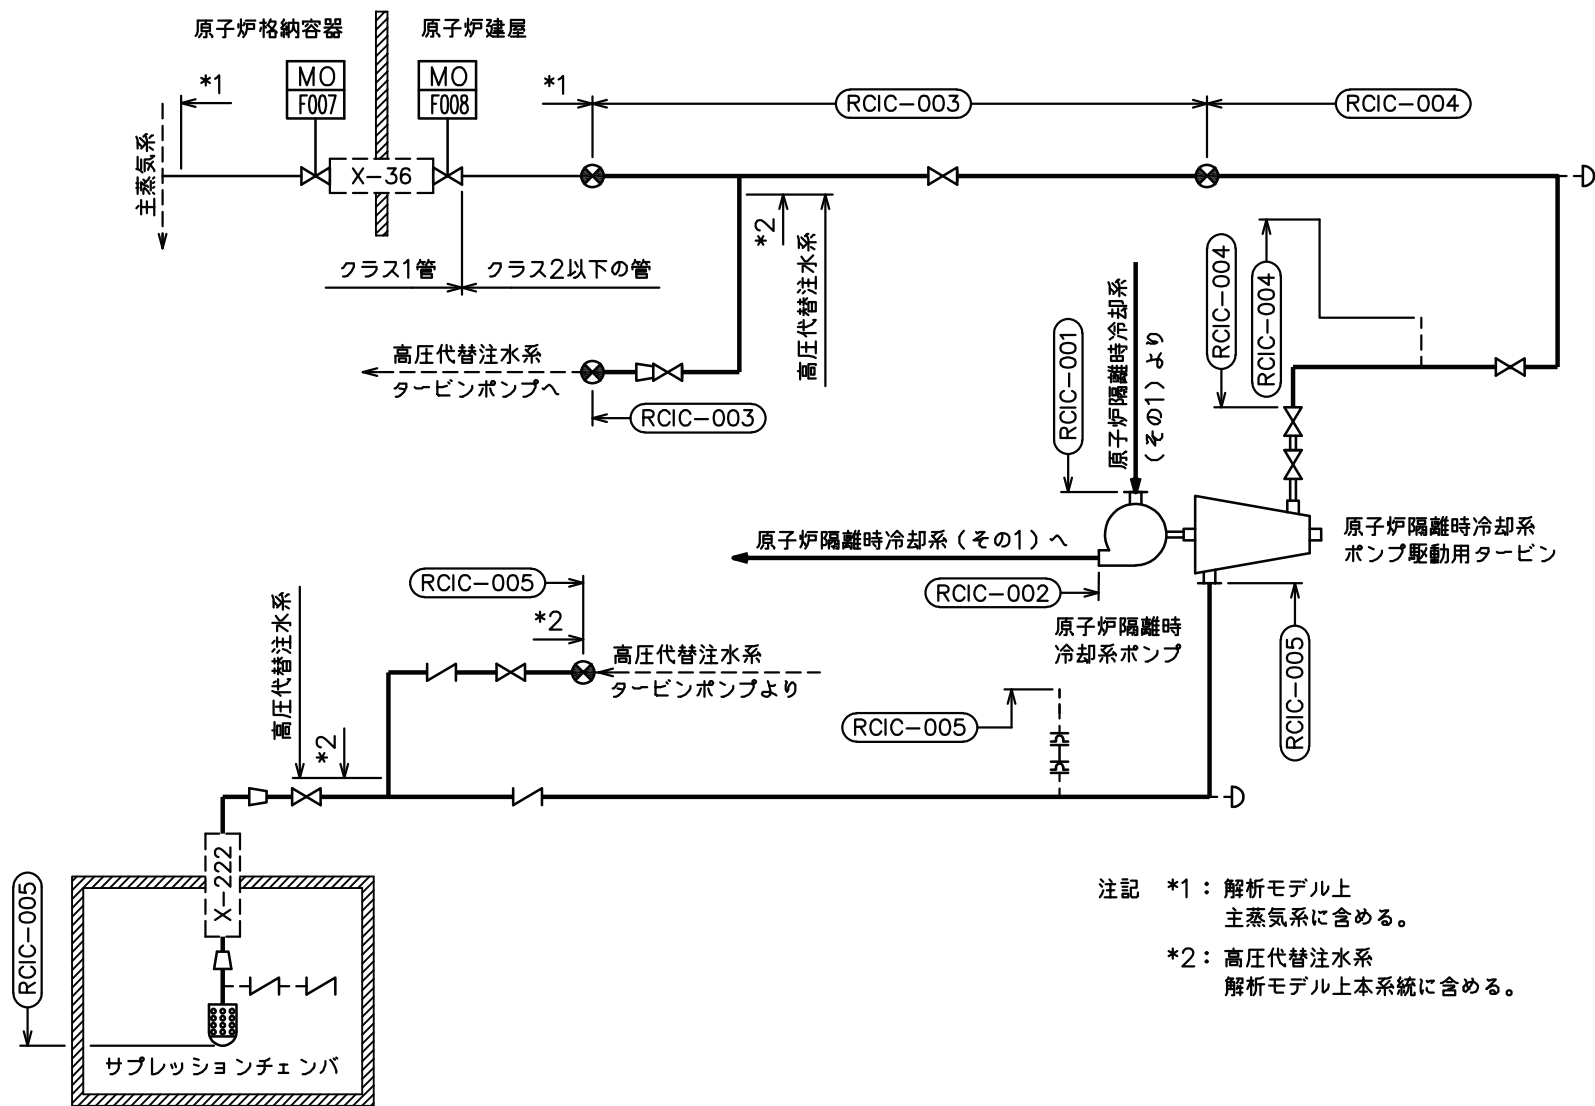 原子炉格納容器
原子炉建屋
MO
F007
MO
F008
*1
*1
RCIC-003
RCIC-004
主蒸気系
X-36
クラス1管
クラス2以下の管
*2
高圧代替注水系
高圧代替注水系
タービンポンプへ
RCIC-003
RCIC-001
原子炉隔離時冷却系
(その1)より
RCIC-004
RCIC-004
原子炉隔離時冷却系(その1)へ
原子炉隔離時冷却系
ポンプ駆動用タービン
RCIC-002
原子炉隔離時
冷却系ポンプ
RCIC-005
RCIC-005
*2
高圧代替注水系
タービンポンプより
高圧代替注水系
*2
RCIC-005
X-222
RCIC-005
サプレッションチェンバ
注記 *1: 解析モデル上
主蒸気系に含める。
*2: 高圧代替注水系
解析モデル上本系統に含める。